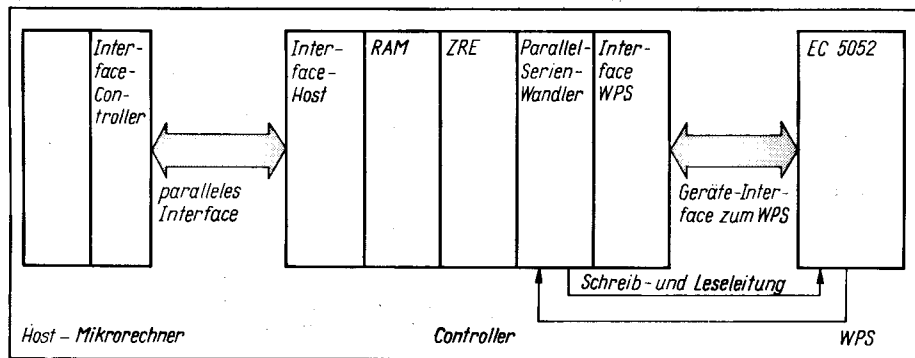 Inter-
face-
Con-
troller
paralleles
Interface
Inter-
face-
Host
RAM
ZRE
Parallel-
Serien-
Wandler
Inter-
face
WPS
Geräte-Inter-
face zum WPS
EC 5052
Schreib- und Leseleitung
Host - Mikrorechner
Controller
WPS